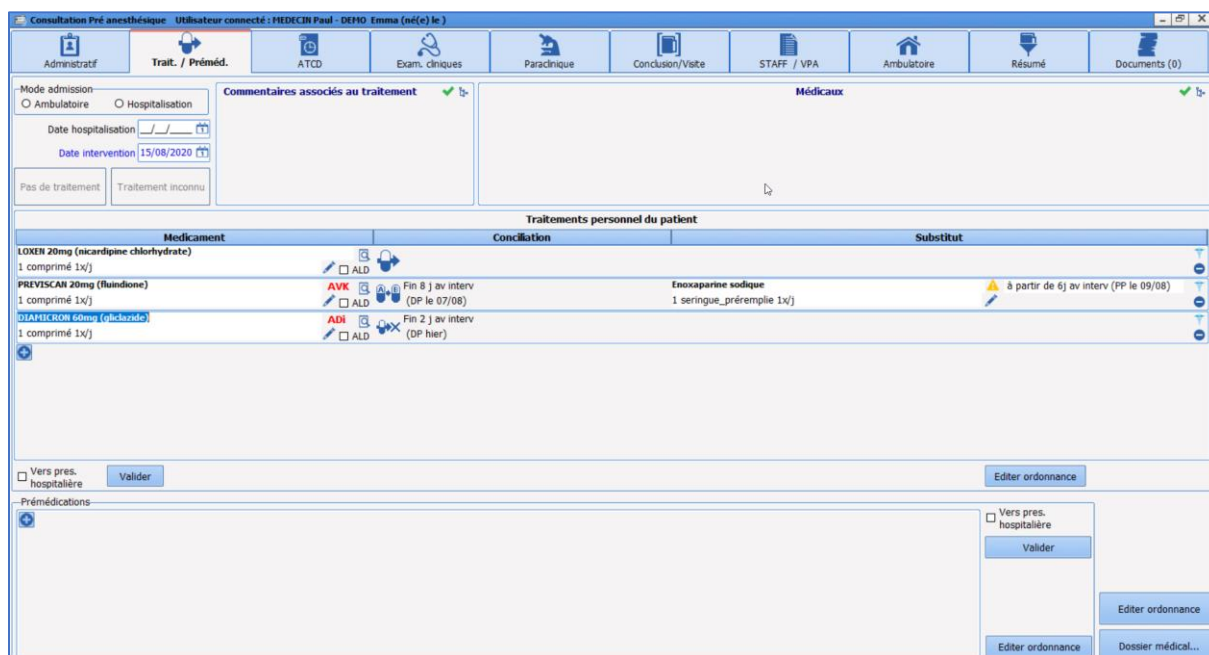 Consultation Pré anesthésique Utilisateur connecté : MEDECIN Paul - DEMO Emma (né(e) le )
Administratif
Trait. / Préméd.
ATCD
Exam. cliniques
Paraclinique
Conclusion/Visite
STAFF / VPA
Ambulatoire
Résumé
Documents (0)
Mode admission
Ambulatoire Hospitalisation
Date hospitalisation __/__/____
Date intervention 15/08/2020
Pas de traitement Traitement inconnu
Commentaires associés au traitement
Médicaux
Traitements personnel du patient
Medicament Conciliation Substitut
LOXEN 20mg (nicardipine chlorhydrate)
1 comprimé 1x/j ALD
PREVISCAN 20mg (fluindione) AVK Fin 8 j av interv Enoxaparine sodique à partir de 6j av interv (PP le 09/08)
1 comprimé 1x/j ALD (DP le 07/08) 1 seringue_préremplie 1x/j
DIAMICRON 60mg (gliclazide) ADi Fin 2 j av interv
1 comprimé 1x/j ALD (DP hier)
Vers pres.
hospitalière
Valider
Editer ordonnance
Prémédications
Vers pres.
hospitalière
Valider
Editer ordonnance
Editer ordonnance
Dossier médical...